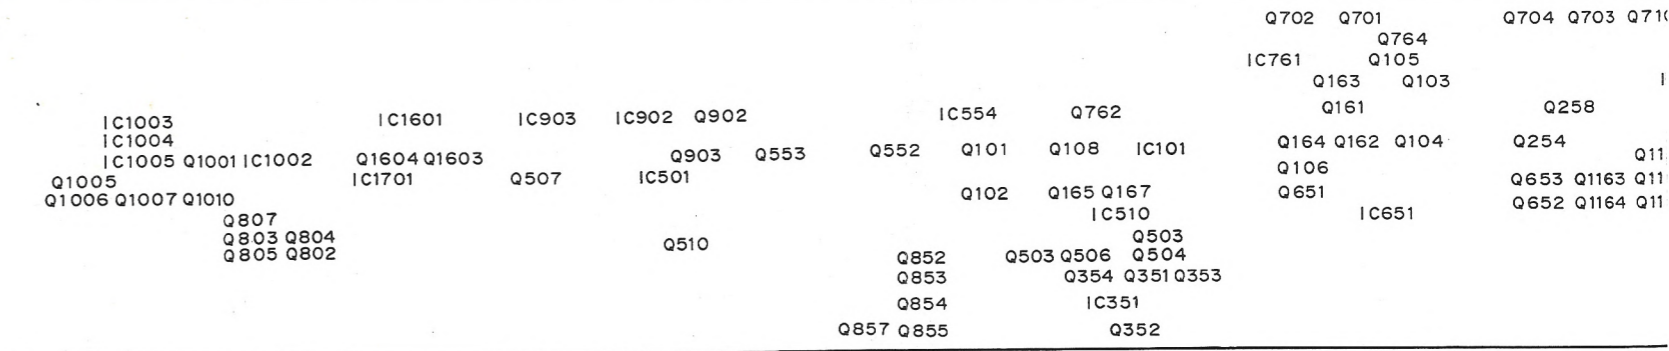 Q702 Q701 Q704 Q703
Q764
IC761 Q105
Q163 Q103
IC1003 IC1601 IC903 IC902 Q902 IC554 Q762 Q161 Q258
IC1004 Q164 Q162 Q104 Q254
IC1005 Q1001 IC1002 Q1604 Q1603 Q903 Q553 Q552 Q101 Q108 IC101
Q1005 IC1701 Q507 IC501 Q106 Q653 Q1163
Q1006 Q1007 Q1010 Q102 Q165 Q167 Q651 Q652 Q1164
Q807 IC510 IC651
Q803 Q804 Q510 Q503
Q805 Q802 Q852 Q503 Q506 Q504
Q853 Q354 Q351 Q353
Q854 IC351
Q857 Q855 Q352